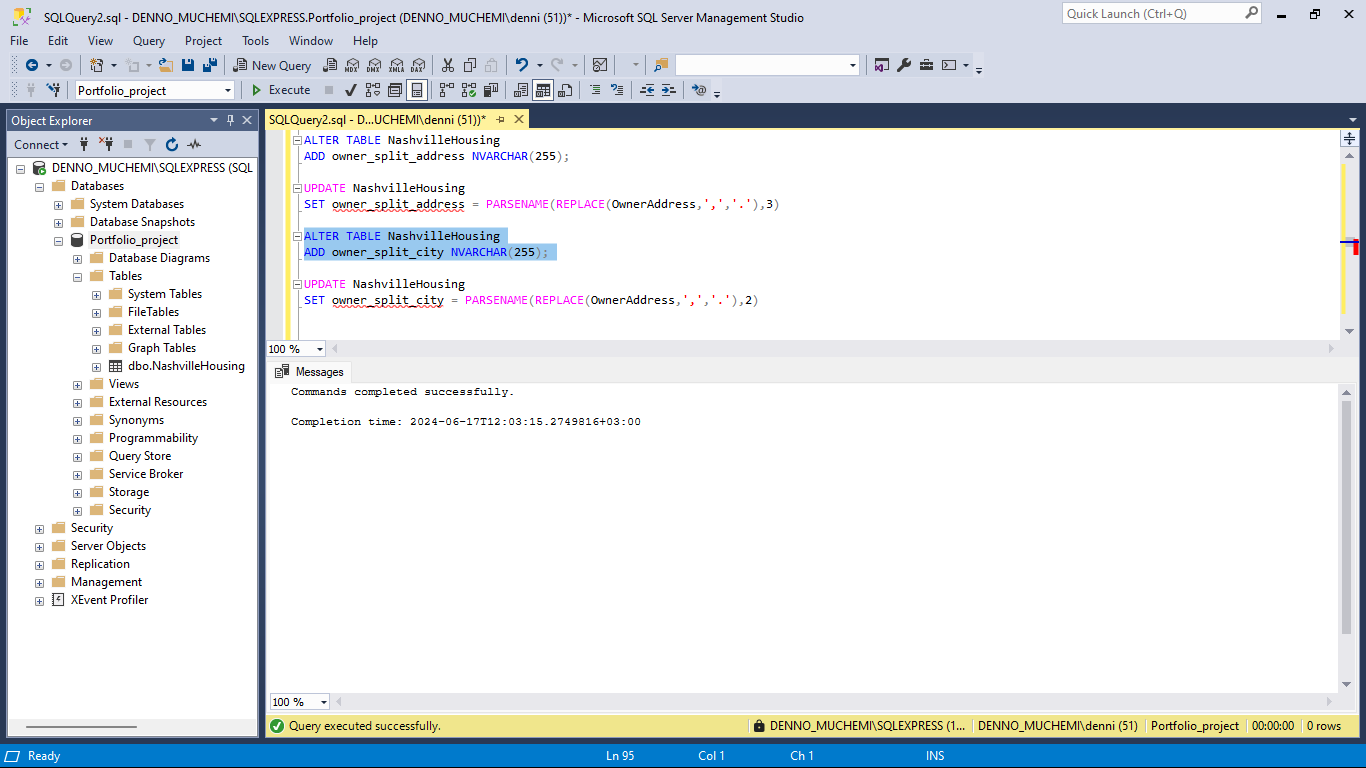 SQLQuery2.sql - DENNO_MUCHEMI\SQLEXPRESS.Portfolio_project (DENNO_MUCHEMI\denni (51))* - Microsoft SQL Server Management Studio
Quick Launch (Ctrl+Q)
File Edit View Query Project Tools Window Help
New Query
MDX DMX XMLA DAX
Portfolio_project
Execute
Object Explorer
Connect
DENNO_MUCHEMI\SQLEXPRESS (SQL
Databases
System Databases
Database Snapshots
Portfolio_project
Database Diagrams
Tables
System Tables
FileTables
External Tables
Graph Tables
dbo.NashvilleHousing
Views
External Resources
Synonyms
Programmability
Query Store
Service Broker
Storage
Security
Security
Server Objects
Replication
Management
XEvent Profiler
SQLQuery2.sql - D...UCHEMI\denni (51))*
ALTER TABLE NashvilleHousing
ADD owner_split_address NVARCHAR(255);
UPDATE NashvilleHousing
SET owner_split_address = PARSENAME(REPLACE(OwnerAddress,',','.'),3)
ALTER TABLE NashvilleHousing
ADD owner_split_city NVARCHAR(255);
UPDATE NashvilleHousing
SET owner_split_city = PARSENAME(REPLACE(OwnerAddress,',','.'),2)
100 %
Messages
Commands completed successfully.
Completion time: 2024-06-17T12:03:15.2749816+03:00
100 %
Query executed successfully.
DENNO_MUCHEMI\SQLEXPRESS (1... DENNO_MUCHEMI\denni (51) Portfolio_project 00:00:00 0 rows
Ready
Ln 95 Col 1 Ch 1 INS